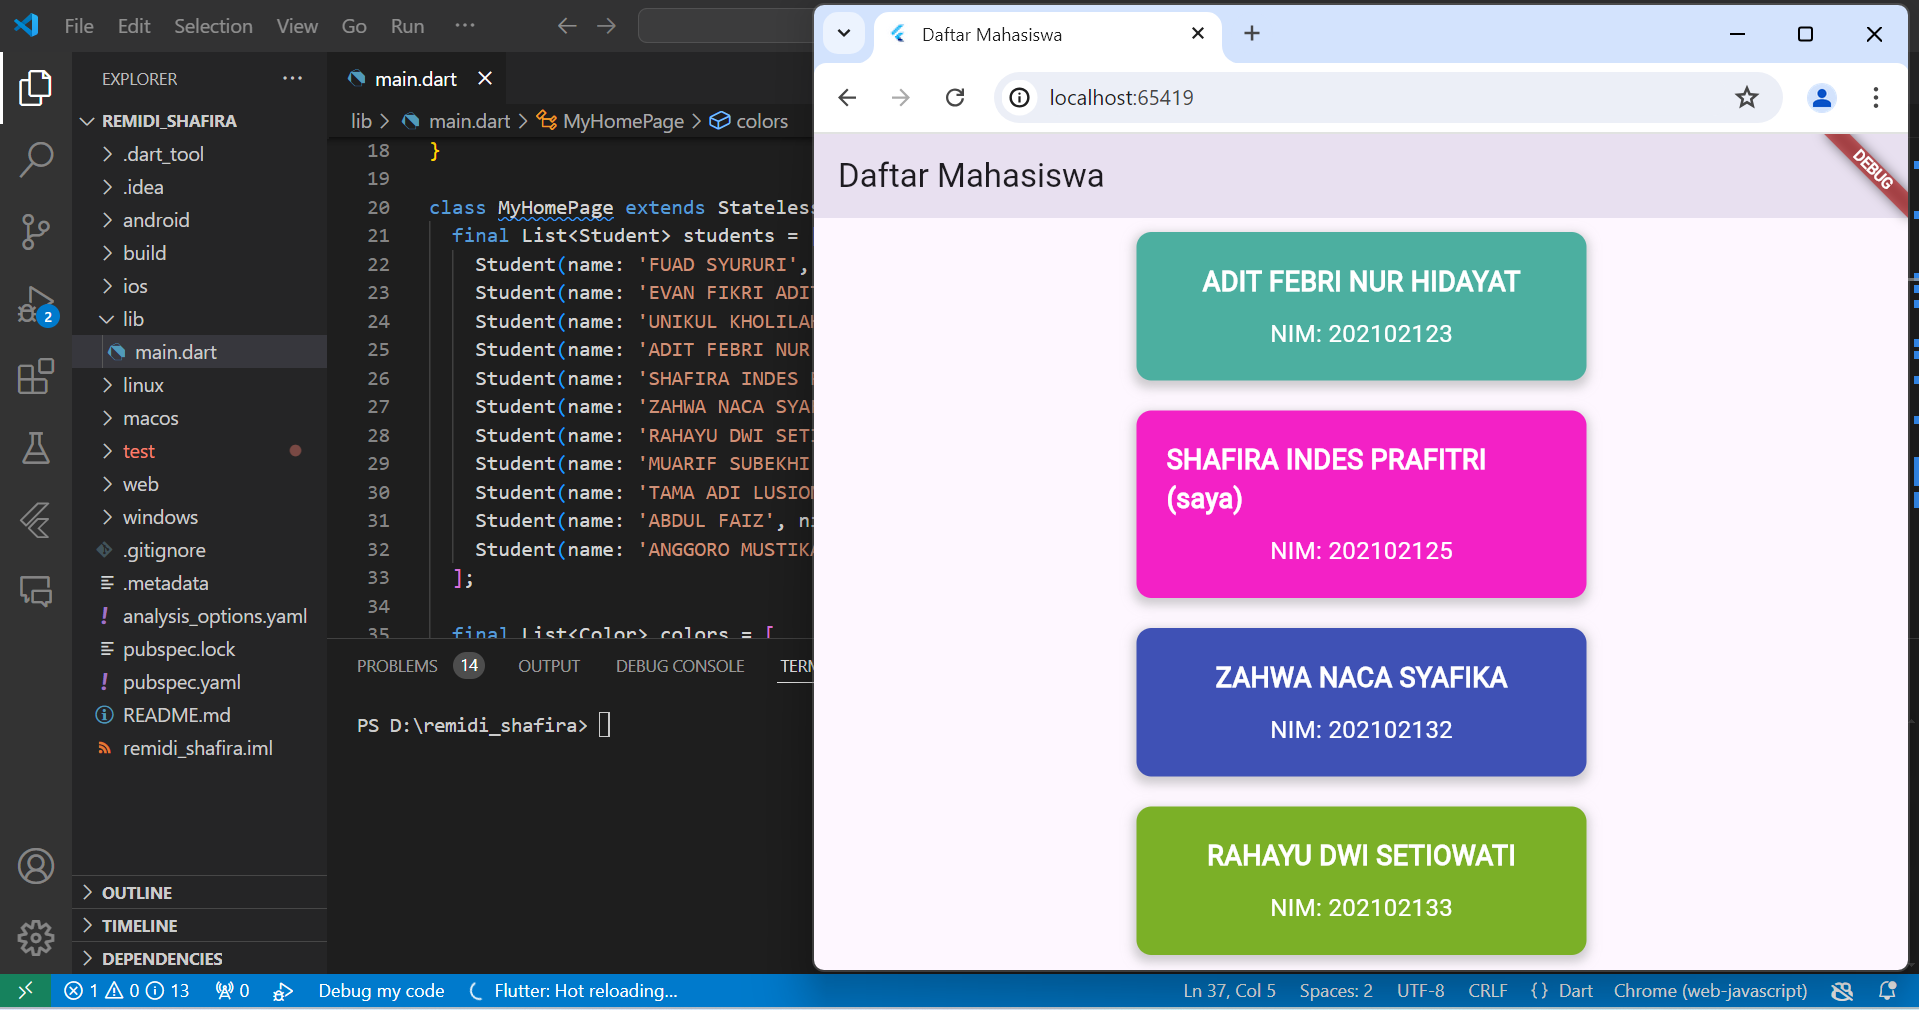 File Edit Selection View Go Run ···
EXPLORER ···
REMIDI_SHAFIRA
.dart_tool
.idea
android
build
ios
lib
main.dart
linux
macos
test
web
windows
.gitignore
.metadata
analysis_options.yaml
pubspec.lock
pubspec.yaml
README.md
remidi_shafira.iml
OUTLINE
TIMELINE
DEPENDENCIES
2
main.dart
lib > main.dart > MyHomePage > colors
18 }
19
20 class MyHomePage extends Stateless
21 final List<Student> students =
22 Student(name: 'FUAD SYURURI',
23 Student(name: 'EVAN FIKRI ADIT
24 Student(name: 'UNIKUL KHOLILAH
25 Student(name: 'ADIT FEBRI NUR
26 Student(name: 'SHAFIRA INDES
27 Student(name: 'ZAHWA NACA SYAF
28 Student(name: 'RAHAYU DWI SETI
29 Student(name: 'MUARIF SUBEKHI
30 Student(name: 'TAMA ADI LUSION
31 Student(name: 'ABDUL FAIZ', ni
32 Student(name: 'ANGGORO MUSTIKA
33 ];
34
35 final List<Color> colors = [
PROBLEMS 14 OUTPUT DEBUG CONSOLE TERM
PS D:\remidi_shafira>
Daftar Mahasiswa
localhost:65419
Daftar Mahasiswa
DEBUG
ADIT FEBRI NUR HIDAYAT
NIM: 202102123
SHAFIRA INDES PRAFITRI
(saya)
NIM: 202102125
ZAHWA NACA SYAFIKA
NIM: 202102132
RAHAYU DWI SETIOWATI
NIM: 202102133
1 0 13 0 Debug my code Flutter: Hot reloading... Ln 37, Col 5 Spaces: 2 UTF-8 CRLF {} Dart Chrome (web-javascript)